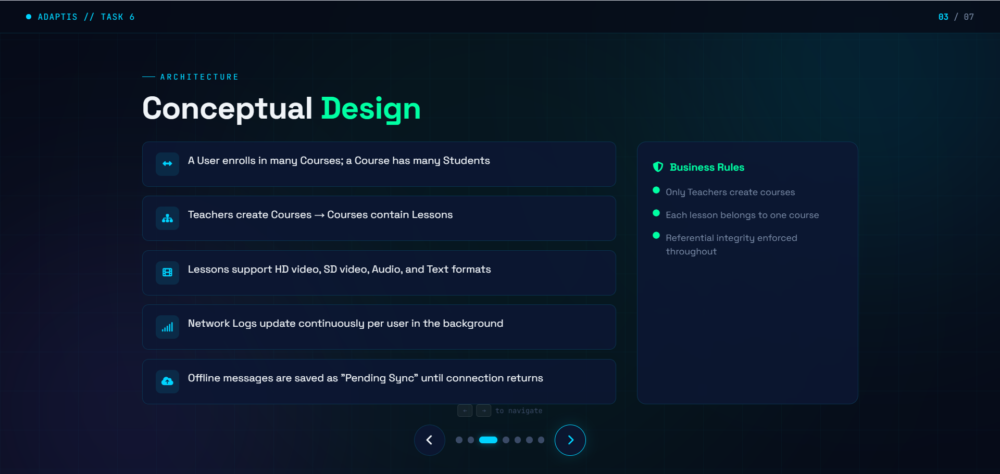 ADAPTIS // TASK 6
03 / 07
ARCHITECTURE
Conceptual Design
A User enrolls in many Courses; a Course has many Students
Teachers create Courses → Courses contain Lessons
Lessons support HD video, SD video, Audio, and Text formats
Network Logs update continuously per user in the background
Offline messages are saved as ”Pending Sync” until connection returns
Business Rules
Only Teachers create courses
Each lesson belongs to one course
Referential integrity enforced
throughout
← → to navigate